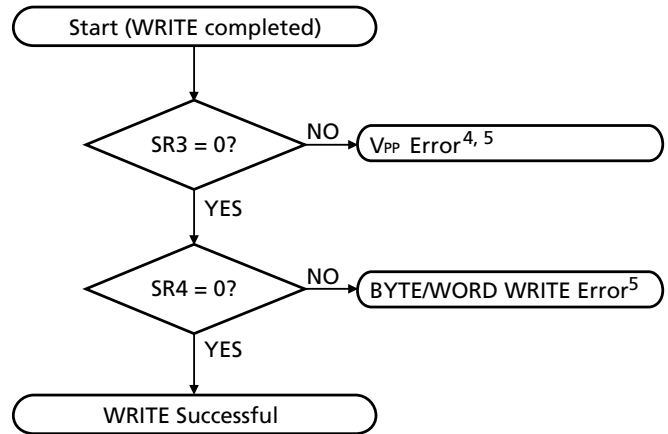 Start (WRITE completed)
SR3 = 0?
NO
VPP Error4, 5
YES
SR4 = 0?
NO
BYTE/WORD WRITE Error5
YES
WRITE Successful